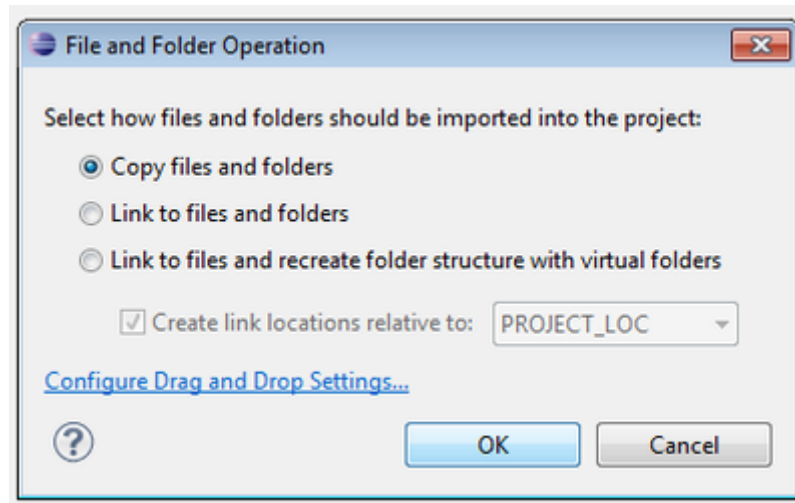 File and Folder Operation
Select how files and folders should be imported into the project:
Copy files and folders
Link to files and folders
Link to files and recreate folder structure with virtual folders
Create link locations relative to: PROJECT_LOC
Configure Drag and Drop Settings...
? OK Cancel